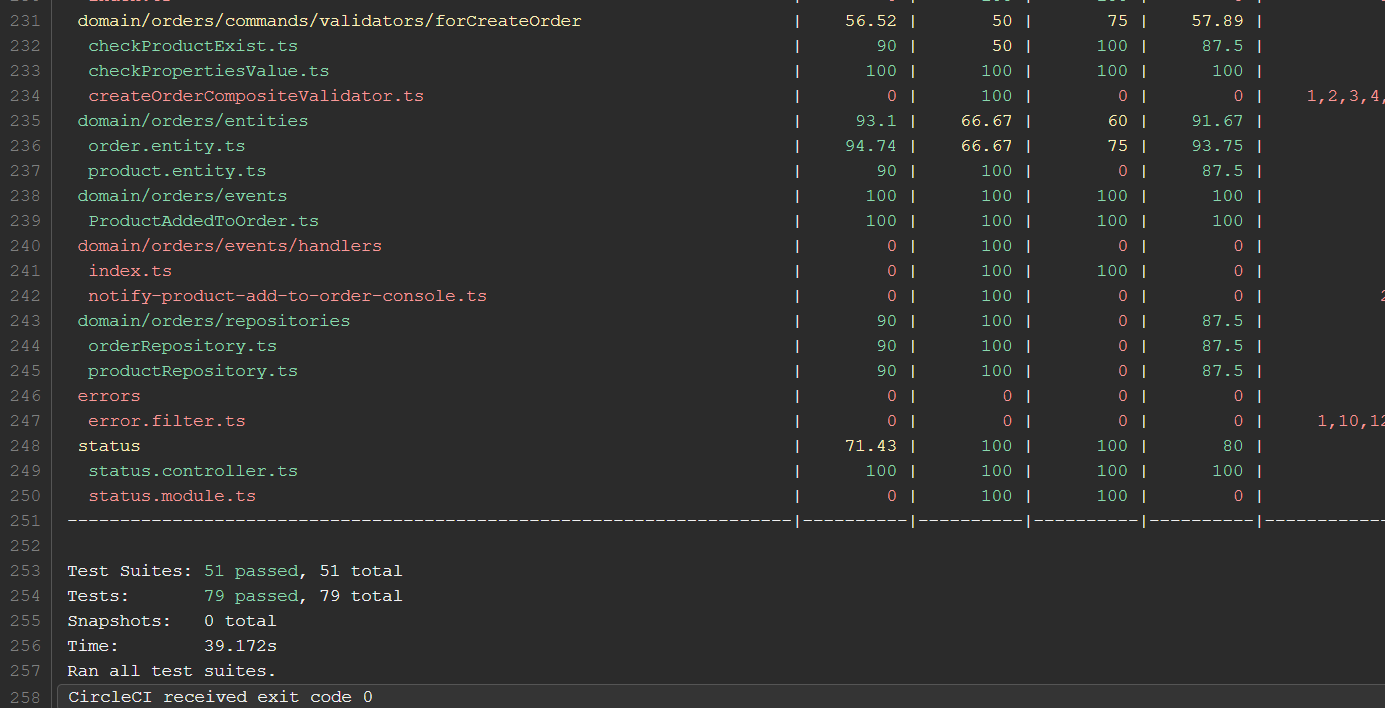 231 domain/orders/commands/validators/forCreateOrder | 56.52 | 50 | 75 | 57.89 |
232 checkProductExist.ts | 90 | 50 | 100 | 87.5 |
233 checkPropertiesValue.ts | 100 | 100 | 100 | 100 |
234 createOrderCompositeValidator.ts | 0 | 100 | 0 | 0 | 1,2,3,4,
235 domain/orders/entities | 93.1 | 66.67 | 60 | 91.67 |
236 order.entity.ts | 94.74 | 66.67 | 75 | 93.75 |
237 product.entity.ts | 90 | 100 | 0 | 87.5 |
238 domain/orders/events | 100 | 100 | 100 | 100 |
239 ProductAddedToOrder.ts | 100 | 100 | 100 | 100 |
240 domain/orders/events/handlers | 0 | 100 | 0 | 0 |
241 index.ts | 0 | 100 | 100 | 0 |
242 notify-product-add-to-order-console.ts | 0 | 100 | 0 | 0 | 2
243 domain/orders/repositories | 90 | 100 | 0 | 87.5 |
244 orderRepository.ts | 90 | 100 | 0 | 87.5 |
245 productRepository.ts | 90 | 100 | 0 | 87.5 |
246 errors | 0 | 0 | 0 | 0 |
247 error.filter.ts | 0 | 0 | 0 | 0 | 1,10,12
248 status | 71.43 | 100 | 100 | 80 |
249 status.controller.ts | 100 | 100 | 100 | 100 |
250 status.module.ts | 0 | 100 | 100 | 0 |
251 ---------------------------------------------------------------------|----------|----------|----------|----------|------------
252
253 Test Suites: 51 passed, 51 total
254 Tests: 79 passed, 79 total
255 Snapshots: 0 total
256 Time: 39.172s
257 Ran all test suites.
258 CircleCI received exit code 0